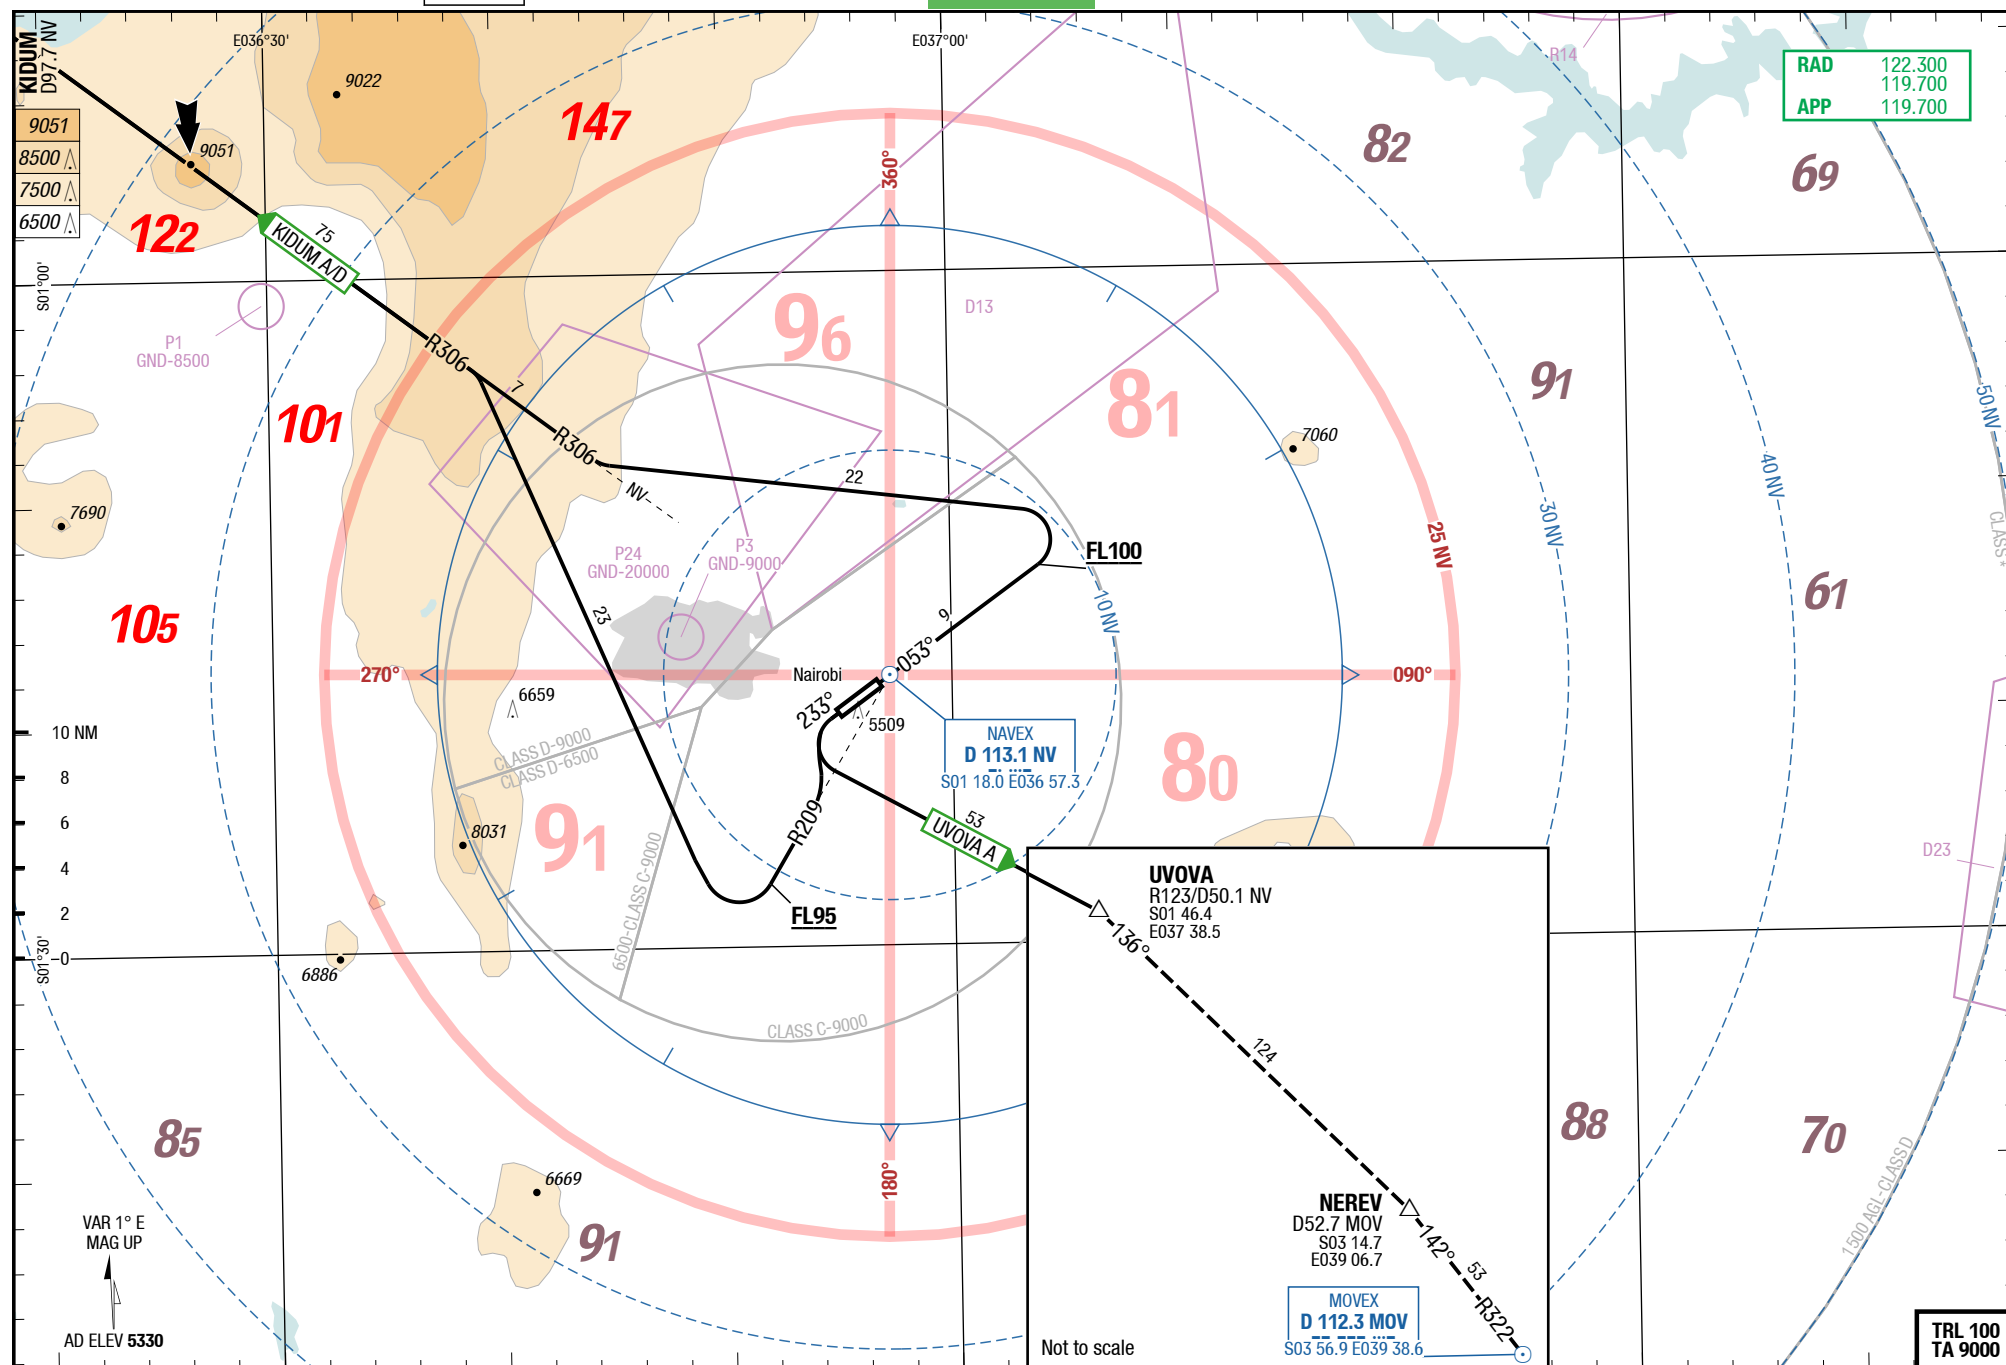 KIDUM
D97.7 NV
E036°30'
E037°00'
R14
RAD 122.300
119.700
APP 119.700
9022
147
82
69
9051
8500
7500
6500
9051
122
75
KIDUM A/D
360°
S01°00'
P1
GND-8500
96
D13
81
91
R306
7
101
R306
NV
22
7060
50 NV
40 NV
30 NV
25 NV
10 NV
CLASS
7690
P24
GND-20000
P3
GND-9000
FL100
105
23
9
61
053°
270°
Nairobi
090°
6659
233°
5509
10 NM
8
6
4
2
0
CLASS D-9000
CLASS D-6500
NAVEX
D 113.1 NV
S01 18.0 E036 57.3
80
91
8031
R209
53
UVOVA A
6500-CLASS C-9000
FL95
D23
UVOVA
R123/D50.1 NV
S01 46.4
E037 38.5
136°
S01°30'
6886
CLASS C-9000
124
85
88
70
180°
6669
91
1500 AGL-CLASS D
VAR 1° E
MAG UP
NEREV
D52.7 MOV
S03 14.7
E039 06.7
142°
53
R322
MOVEX
D 112.3 MOV
S03 56.9 E039 38.6
AD ELEV 5330
Not to scale
TRL 100
TA 9000